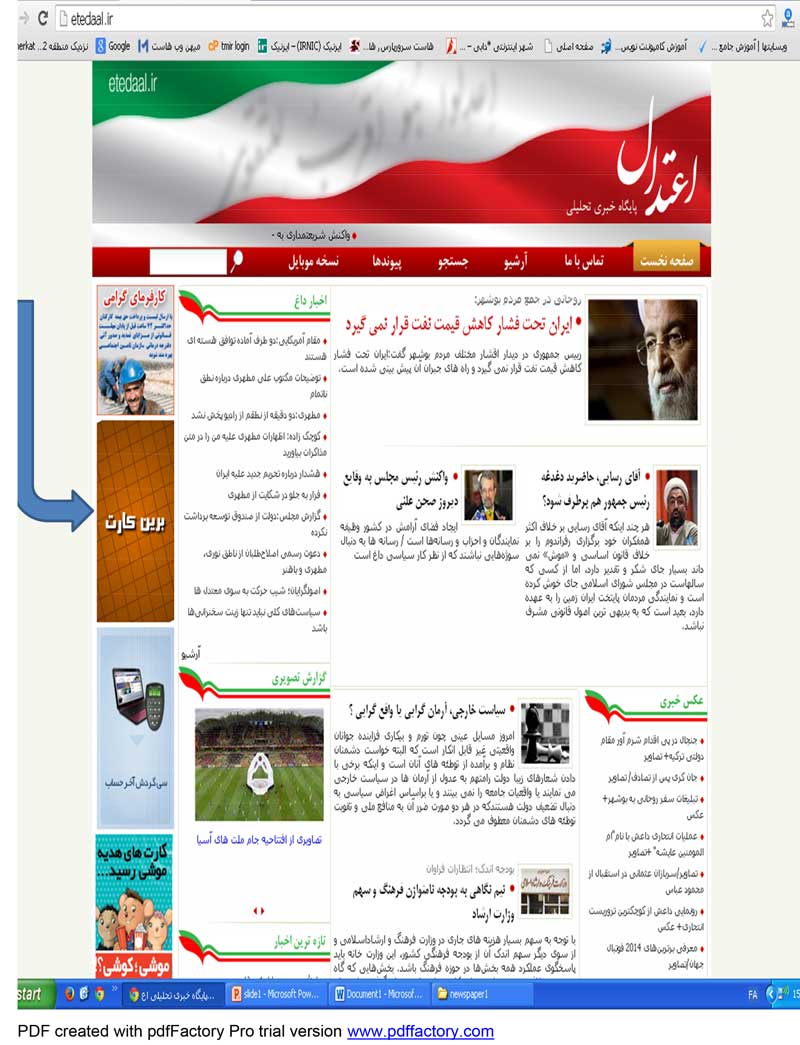 etedaal.ir
وبسایتها | آموزش جامع ...
آموزش کامپوننت نویس...
صفحه اصلی
شهر اینترنتی *نابی - ...
هاست سرورپارس, ها...
ایرنیک (IRNIC) - ایرنیک
tmir login
میهن وب هاست
Google
نزدیک منطقه 2... erkat
etedaal.ir
اعتدال
پایگاه خبری تحلیلی
واکنش شریعتمداری به -
صفحه نخست
تماس با ما
آرشیو
جستجو
پیوندها
نسخه موبایل
روحانی در جمع مردم بوشهر:
• ایران تحت فشار کاهش قیمت نفت قرار نمی گیرد
رییس جمهوری در دیدار اقشار مختلف مردم بوشهر گفت:ایران تحت فشار
کاهش قیمت نفت قرار نمی گیرد و راه های جبران آن پیش بینی شده است.
• آقای رسایی، حاضرید دغدغه
رئیس جمهور هم برطرف شود؟
هر چند اینکه آقای رسایی بر خلاف اکثر
همفکران خود برگزاری رفراندوم را بر
خلاف قانون اساسی و «موش» نمی
داند بسیار جای شکر و تقدیر دارد، اما از کسی که
سالهاست در مجلس شورای اسلامی جای خوش کرده
است و نمایندگی مردمان پایتخت ایران زمین را به عهده
دارد، بعید است که به بدیهی ترین اصول قانونی مشرف
نباشد.
• واکنش رئیس مجلس به وقایع
دیروز صحن علنی
ایجاد فضای آرامش در کشور وظیفه
نمایندگان و احزاب و رسانه‌ها است / رسانه ها به دنبال
سوژه‌هایی نباشند که از نظر کار سیاسی داغ است
اخبار داغ
مقام آمریکایی:دو طرف آماده توافق هسته ای
هستند
توضیحات مکتوب علی مطهری درباره نطق
ناتمام
مطهری:دو دقیقه از نطقم از رادیو پخش نشد
کوچک زاده: اظهارات مطهری علیه من را در متن
مذاکرات بیاورید
هشدار درباره تحریم جدید علیه ایران
فرار به جلو در شکایت از مطهری
گزارش مجلس:دولت از صندوق توسعه برداشت
نکرده
دعوت رسمی اصلاح‌طلبان از ناطق نوری،
مطهری و باهنر
اصولگرایان؛ شیب حرکت به سوی معتدل ها
سیاست‌های کلی نباید تنها زینت سخنرانی‌ها
باشد
آرشیو
کارفرمای گرامی
با ارسال لیست و پرداخت حق بیمه کارکنان
برین کارت
سی گردش آخر حساب
کارت های هدیه
موشی رسید...
موشی؛کوشی؟!
گزارش تصویری
تصاویری از افتتاحیه جام ملت های آسیا
تازه ترین اخبار
• سیاست خارجی، آرمان گرایی یا واقع گرایی ؟
امروز مسایل عینی چون تورم و بیکاری فزاینده جوانان
واقعیتی غیر قابل انکار است که البته خواست دشمنان
نظام و برآمده از توطئه های آنان است و اینکه برخی با
دادن شعارهای زیبا دولت رامتهم به عدول از آرمان ها در سیاست خارجی
می نمایند یا واقعیات جامعه را نمی بینند و یا براساس اغراض سیاسی به
دنبال تضعیف دولت هستندکه در هر دو صورت ضرر آن به منافع ملی و تقویت
توطئه های دشمنان معطوف می گردد.
بودجه اندک؛ انتظارات فراوان
• نیم نگاهی به بودجه نامتوازن فرهنگ و سهم
وزارت ارشاد
با توجه به سهم بسیار هزینه های جاری در وزارت فرهنگ و ارشاداسلامی و
از سوی دیگر سهم اندک آن از بودجه فرهنگی کشور، این وزارت خانه باید
پاسخگوی عملکرد همه بخش‌ها در حوزه فرهنگ باشد. بخش‌هایی که گاه
عکس خبری
جنجال در پی اقدام شرم آور مقام
دولتی ترکیه+ تصاویر
جان کری پس از تصادف/تصاویر
تبلیغات سفر روحانی به بوشهر+
عکس
عملیات انتحاری داعش با نام"ام
المومنین عایشه" +تصاویر
تصاویر/سربازان عثمانی در استقبال از
محمود عباس
رونمایی داعش از کوچکترین تروریست
انتحاری+ عکس
معرفی برترین‌های 2014 فوتبال
جهان/تصاویر
start
پایگاه خبری تحلیلی اع...
slide1 - Microsoft Pow...
Document1 - Microsof...
newspaper1
FA
15
PDF created with pdfFactory Pro trial version www.pdffactory.com